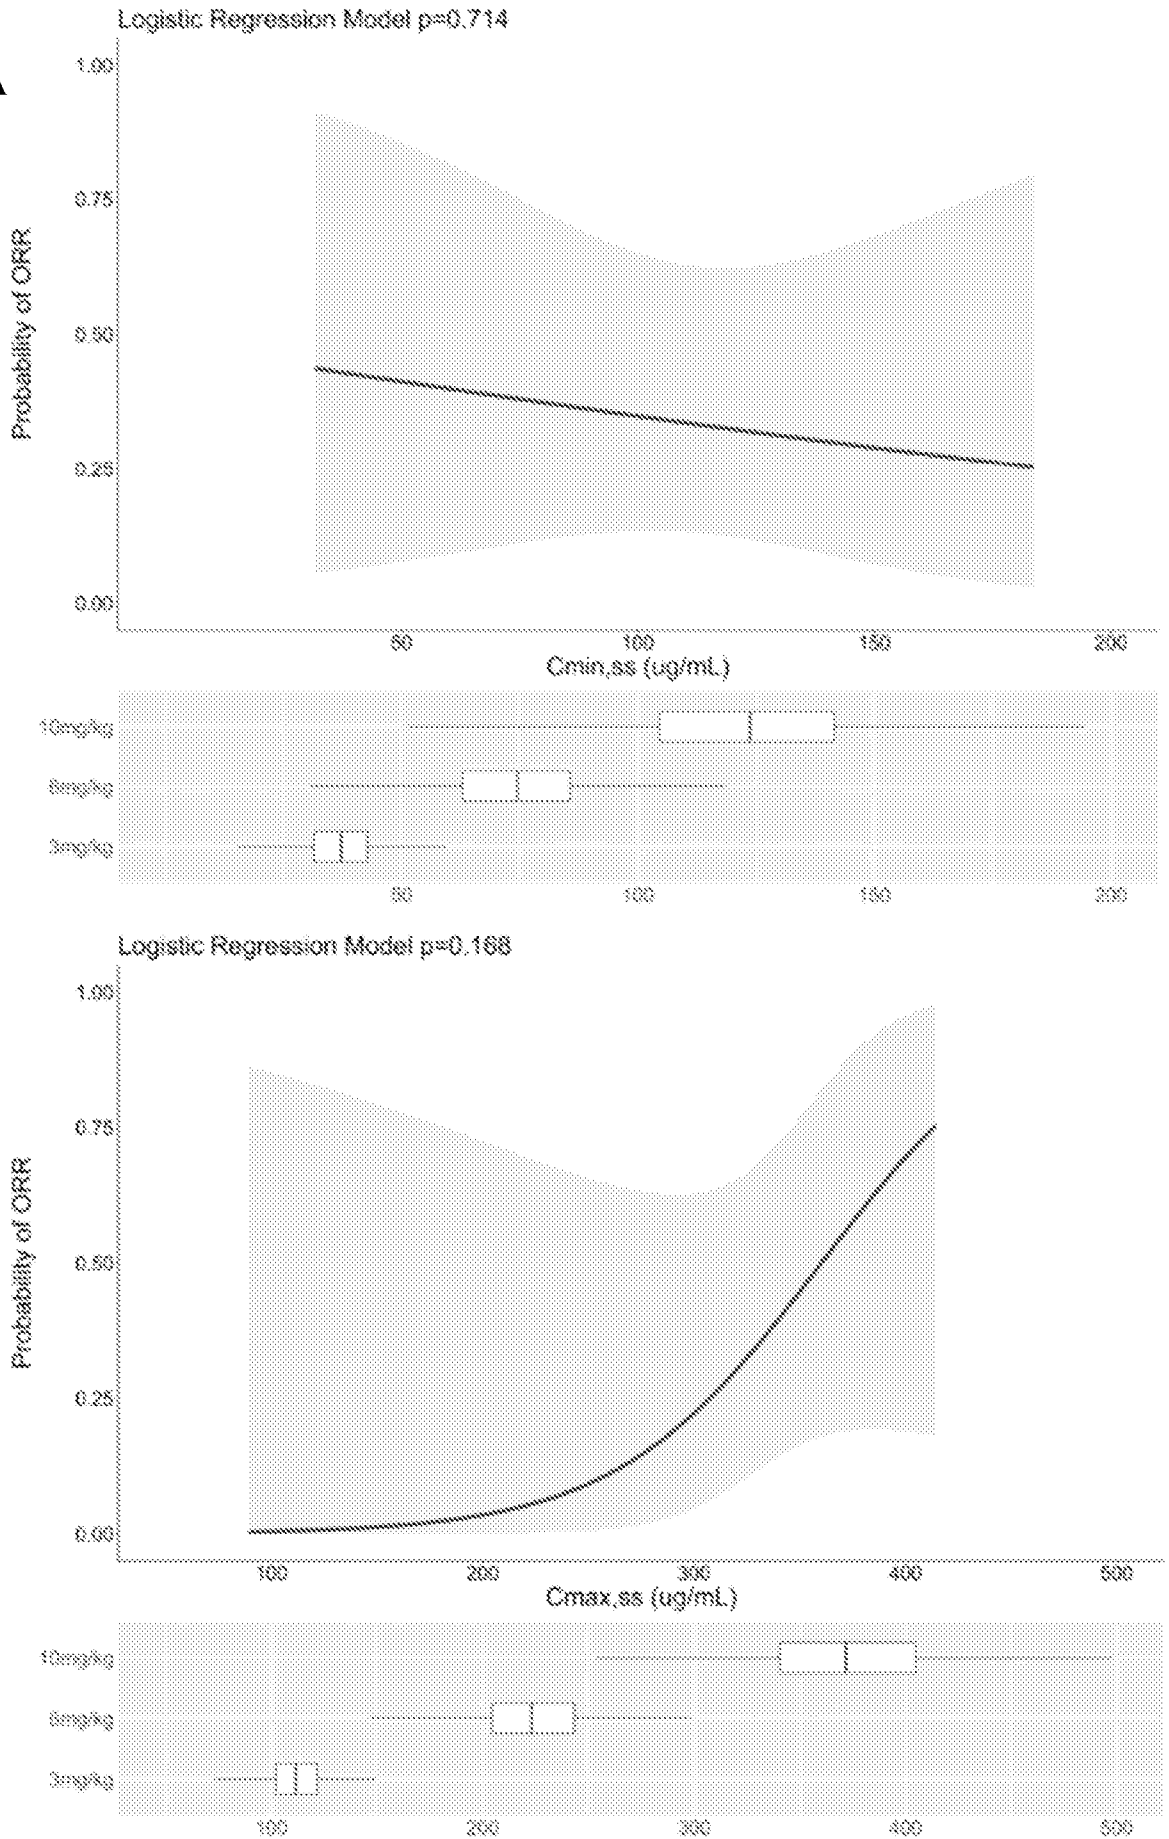 Logistic Regression Model p=0.714
A
1.00
0.75
0.50
0.25
0.00
Probability of ORR
50 100 150 200
Cmin,ss (ug/mL)
10mg/kg
6mg/kg
3mg/kg
50 100 150 200
Logistic Regression Model p=0.168
1.00
0.75
0.50
0.25
0.00
Probability of ORR
100 200 300 400 500
Cmax,ss (ug/mL)
10mg/kg
6mg/kg
3mg/kg
100 200 300 400 500